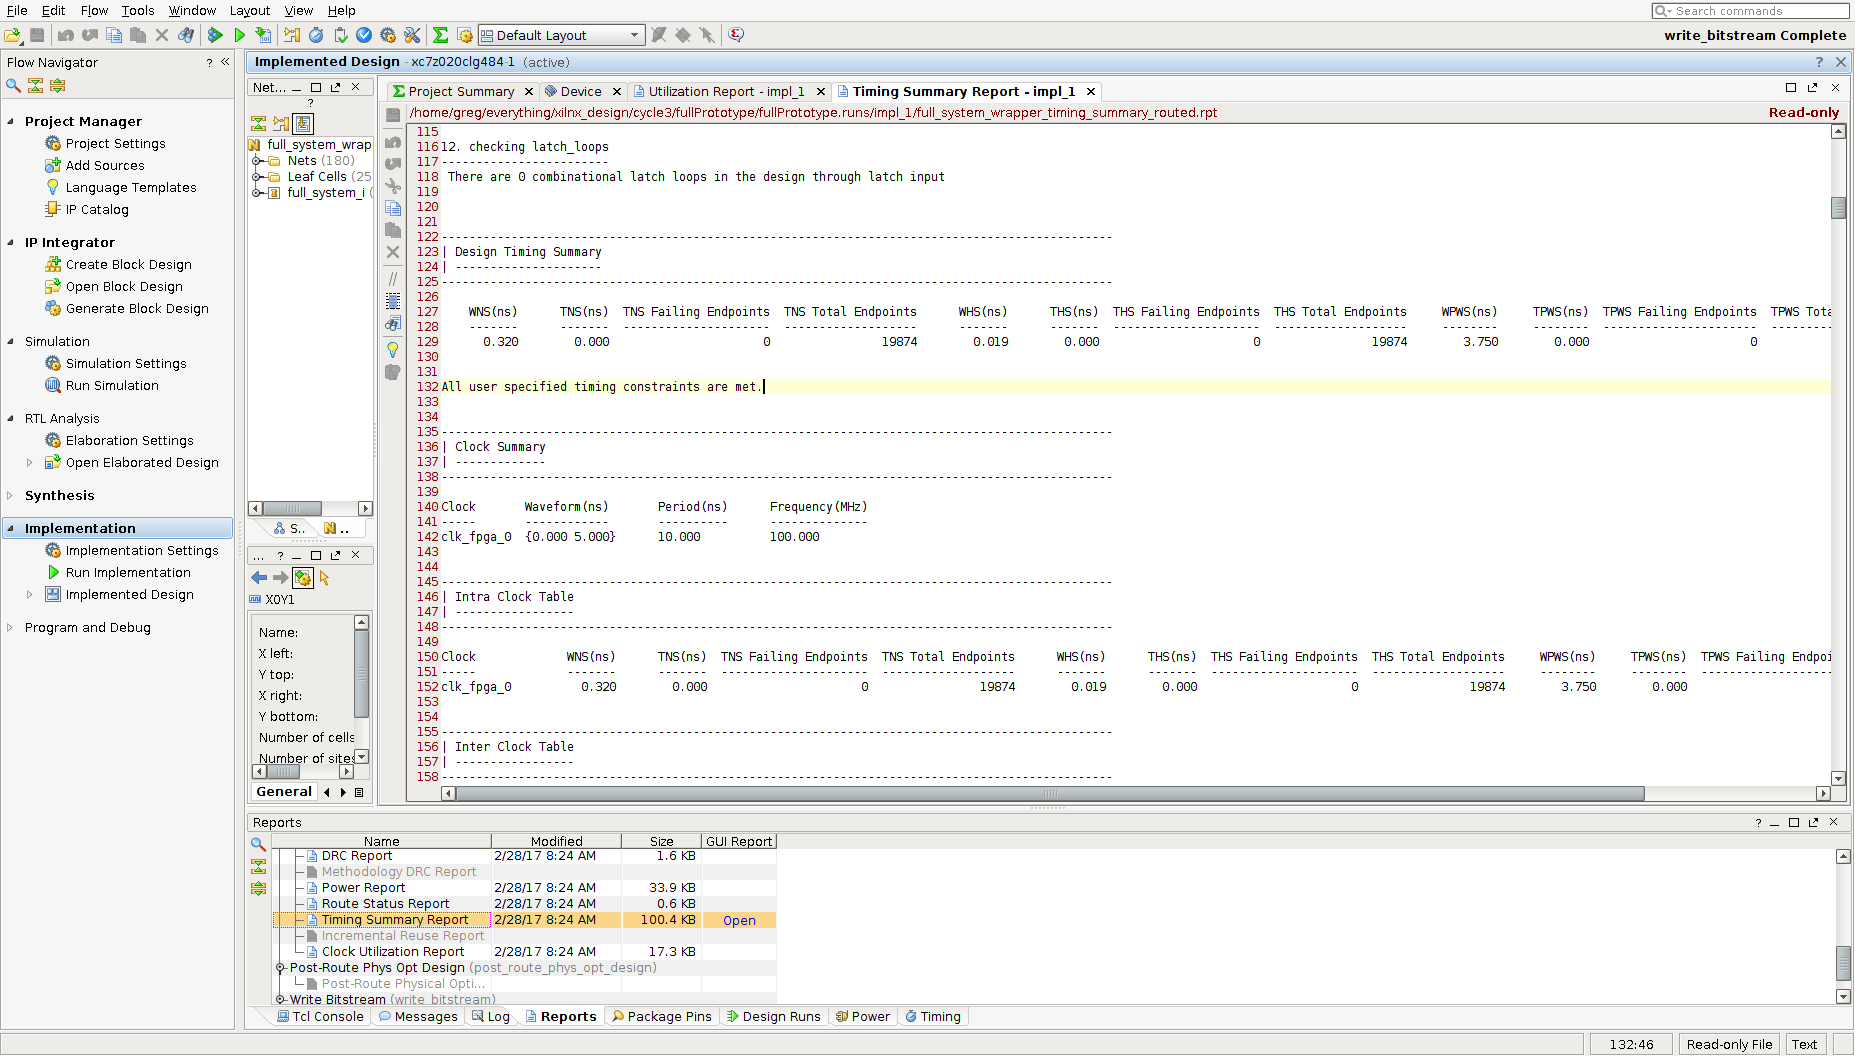 File Edit Flow Tools Window Layout View Help
Search commands
Default Layout
write_bitstream Complete
Flow Navigator
Implemented Design - xc7z020clg484-1 (active)
Project Manager
Project Settings
Add Sources
Language Templates
IP Catalog
IP Integrator
Create Block Design
Open Block Design
Generate Block Design
Simulation
Simulation Settings
Run Simulation
RTL Analysis
Elaboration Settings
Open Elaborated Design
Synthesis
Implementation
Implementation Settings
Run Implementation
Implemented Design
Program and Debug
Net...
full_system_wrap
Nets (180)
Leaf Cells (25
full_system_i (
S..
..
...
X0Y1
Name:
X left:
Y top:
X right:
Y bottom:
Number of cells
Number of sites
General
Project Summary Device Utilization Report - impl_1 Timing Summary Report - impl_1
/home/greg/everything/xilnx_design/cycle3/fullPrototype/fullPrototype.runs/impl_1/full_system_wrapper_timing_summary_routed.rpt Read-only
115
116 12. checking latch_loops
117 ------------------------
118 There are 0 combinational latch loops in the design through latch input
119
120
121
122 ------------------------------------------------------------------------------------------------
123 | Design Timing Summary
124 | ---------------------
125 ------------------------------------------------------------------------------------------------
126
127 WNS(ns) TNS(ns) TNS Failing Endpoints TNS Total Endpoints WHS(ns) THS(ns) THS Failing Endpoints THS Total Endpoints WPWS(ns) TPWS(ns) TPWS Failing Endpoints TPWS Tota
128 ------- ------- --------------------- ------------------- ------- ------- --------------------- ------------------- -------- -------- ---------------------- ---------
129 0.320 0.000 0 19874 0.019 0.000 0 19874 3.750 0.000 0
130
131
132 All user specified timing constraints are met.
133
134
135 ------------------------------------------------------------------------------------------------
136 | Clock Summary
137 | -------------
138 ------------------------------------------------------------------------------------------------
139
140 Clock Waveform(ns) Period(ns) Frequency(MHz)
141 ----- ------------ ---------- --------------
142 clk_fpga_0 {0.000 5.000} 10.000 100.000
143
144
145 ------------------------------------------------------------------------------------------------
146 | Intra Clock Table
147 | -----------------
148 ------------------------------------------------------------------------------------------------
149
150 Clock WNS(ns) TNS(ns) TNS Failing Endpoints TNS Total Endpoints WHS(ns) THS(ns) THS Failing Endpoints THS Total Endpoints WPWS(ns) TPWS(ns) TPWS Failing Endpoi
151 ----- ------- ------- --------------------- ------------------- ------- ------- --------------------- ------------------- -------- -------- -------------------
152 clk_fpga_0 0.320 0.000 0 19874 0.019 0.000 0 19874 3.750 0.000
153
154
155 ------------------------------------------------------------------------------------------------
156 | Inter Clock Table
157 | -----------------
158 ------------------------------------------------------------------------------------------------
Reports
Name Modified Size GUI Report
DRC Report 2/28/17 8:24 AM 1.6 KB
Methodology DRC Report
Power Report 2/28/17 8:24 AM 33.9 KB
Route Status Report 2/28/17 8:24 AM 0.6 KB
Timing Summary Report 2/28/17 8:24 AM 100.4 KB Open
Incremental Reuse Report
Clock Utilization Report 2/28/17 8:24 AM 17.3 KB
Post-Route Phys Opt Design (post_route_phys_opt_design)
Post-Route Physical Opti...
Write Bitstream (write_bitstream)
Tcl Console Messages Log Reports Package Pins Design Runs Power Timing
132:46 Read-only File Text